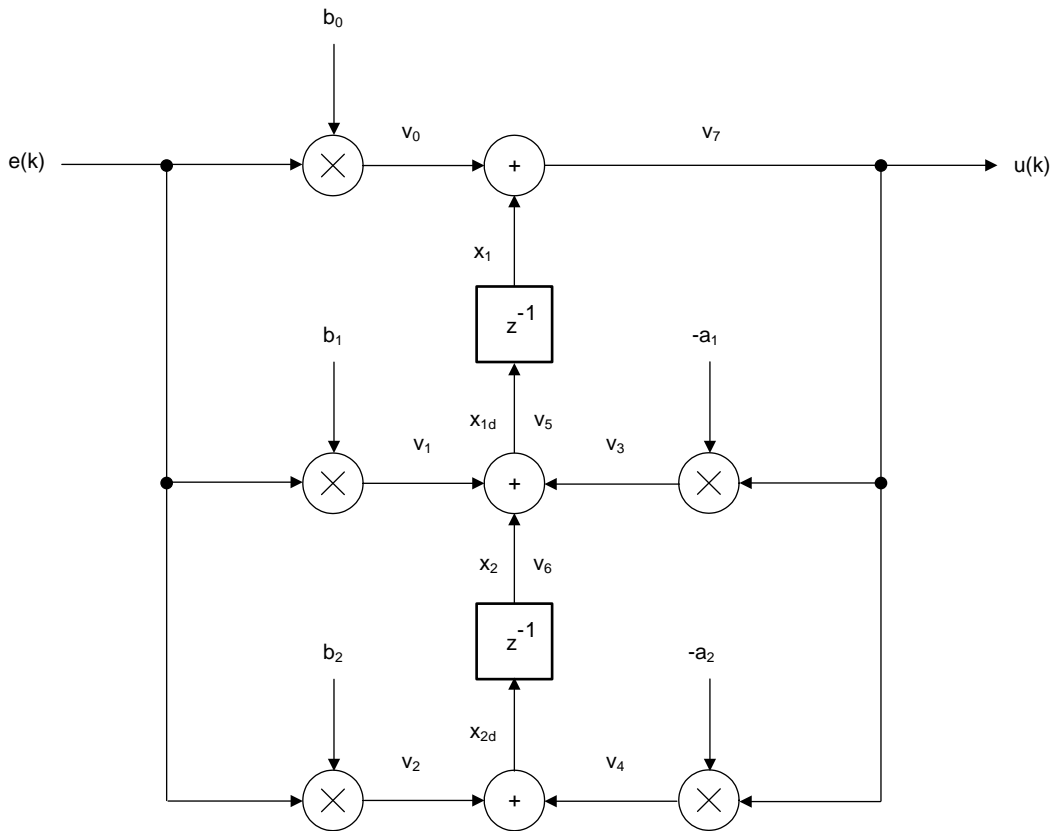 b₀
v₀
v₇
e(k)
+
u(k)
x₁
z⁻¹
b₁
-a₁
x₁d
v₅
v₁
v₃
+
x₂
v₆
z⁻¹
b₂
-a₂
x₂d
v₂
v₄
+